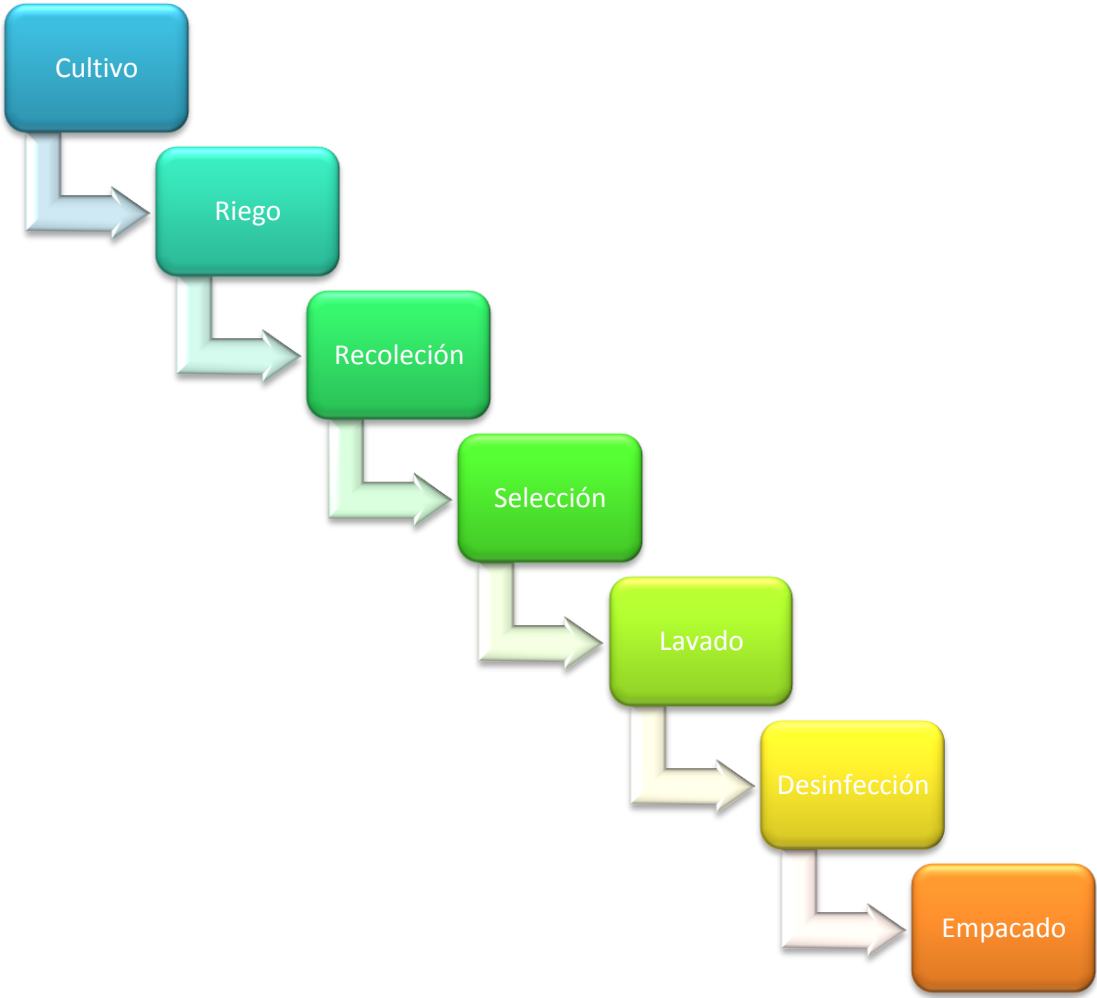 Cultivo
Riego
Recoleción
Selección
Lavado
Desinfección
Empacado